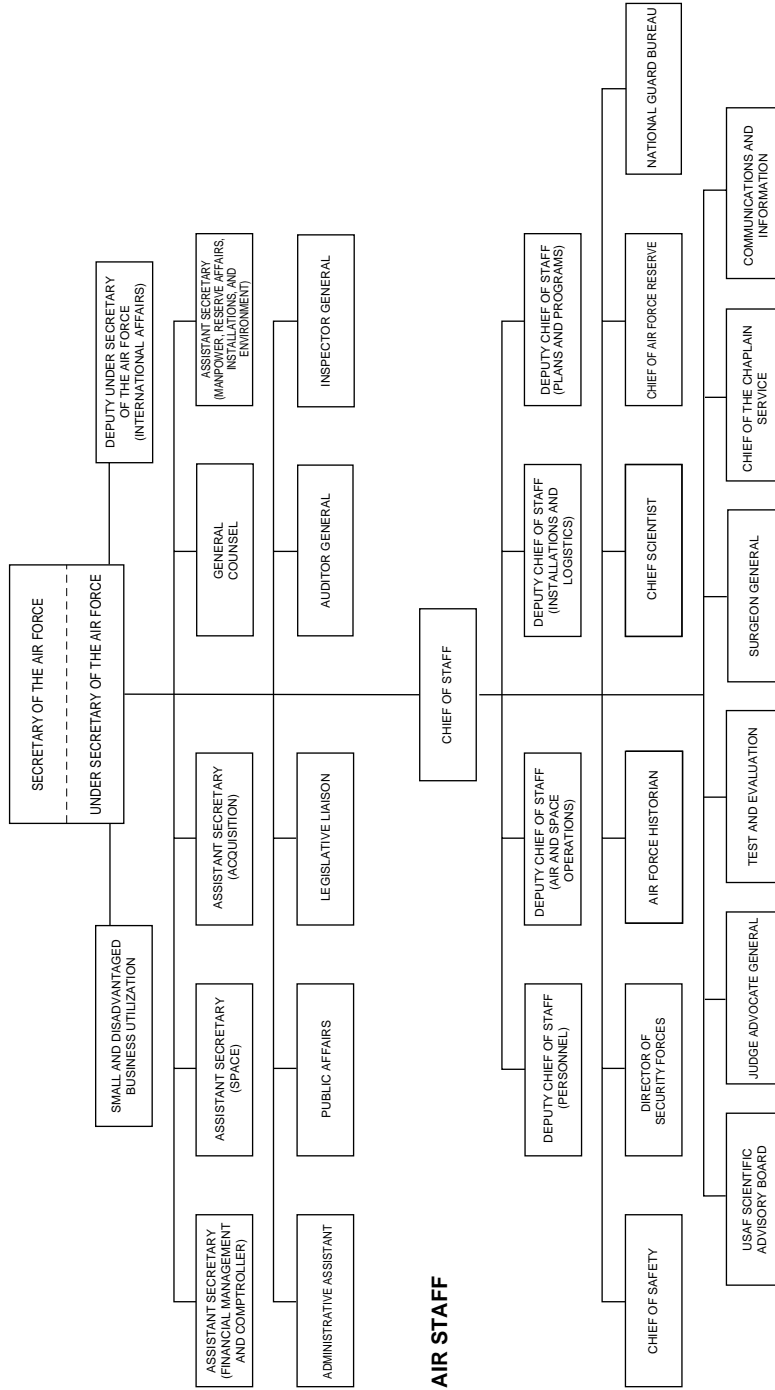 SECRETARY OF THE AIR FORCE
UNDER SECRETARY OF THE AIR FORCE
SMALL AND DISADVANTAGED
BUSINESS UTILIZATION
DEPUTY UNDER SECRETARY
OF THE AIR FORCE
(INTERNATIONAL AFFAIRS)
ASSISTANT SECRETARY
(FINANCIAL MANAGEMENT
AND COMPTROLLER)
ASSISTANT SECRETARY
(SPACE)
ASSISTANT SECRETARY
(ACQUISITION)
GENERAL
COUNSEL
ASSISTANT SECRETARY
(MANPOWER, RESERVE AFFAIRS,
INSTALLATIONS, AND
ENVIRONMENT)
ADMINISTRATIVE ASSISTANT
PUBLIC AFFAIRS
LEGISLATIVE LIAISON
AUDITOR GENERAL
INSPECTOR GENERAL
AIR STAFF
CHIEF OF STAFF
DEPUTY CHIEF OF STAFF
(PERSONNEL)
DEPUTY CHIEF OF STAFF
(AIR AND SPACE
OPERATIONS)
DEPUTY CHIEF OF STAFF
(INSTALLATIONS AND
LOGISTICS)
DEPUTY CHIEF OF STAFF
(PLANS AND PROGRAMS)
CHIEF OF SAFETY
DIRECTOR OF
SECURITY FORCES
AIR FORCE HISTORIAN
CHIEF SCIENTIST
CHIEF OF AIR FORCE RESERVE
NATIONAL GUARD BUREAU
USAF SCIENTIFIC
ADVISORY BOARD
JUDGE ADVOCATE GENERAL
TEST AND EVALUATION
SURGEON GENERAL
CHIEF OF THE CHAPLAIN
SERVICE
COMMUNICATIONS AND
INFORMATION